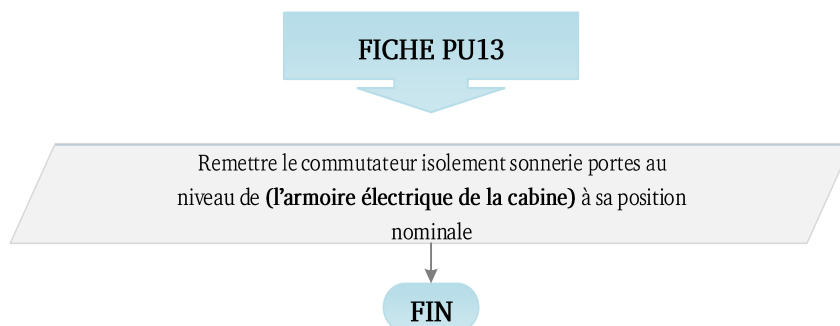 FICHE PU13
Remettre le commutateur isolement sonnerie portes au
niveau de (l’armoire électrique de la cabine) à sa position
nominale
FIN